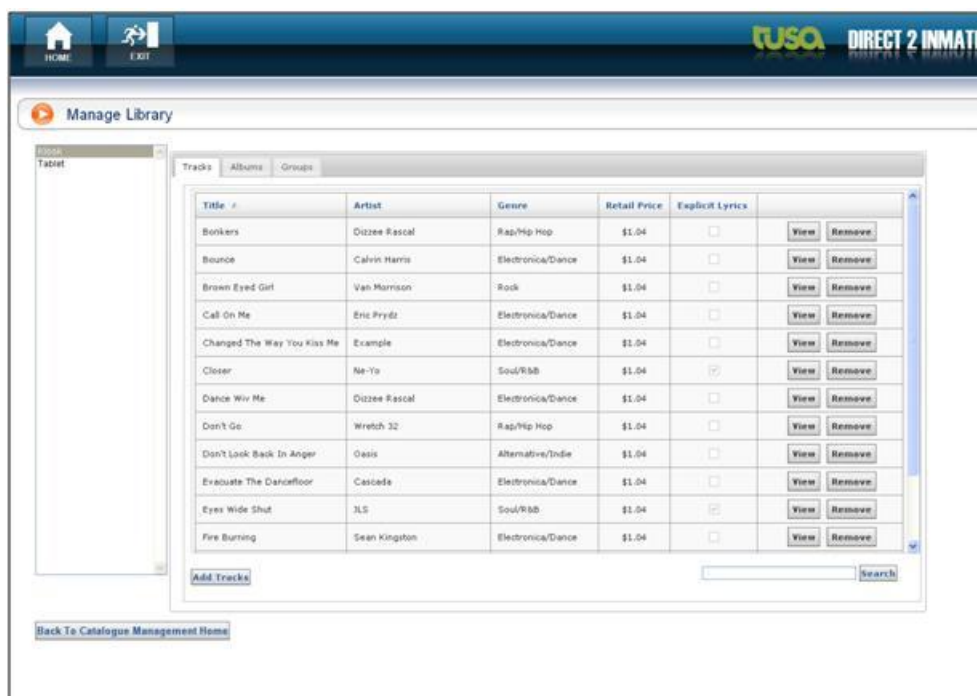 HOME EXIT tusa DIRECT 2 INMAT
Manage Library
Kiosk
Tablet
Tracks Albums Groups
Title Artist Genre Retail Price Explicit Lyrics
Bonkers Dizzee Rascal Rap/Hip Hop $1.04 View Remove
Bounce Calvin Harris Electronica/Dance $1.04 View Remove
Brown Eyed Girl Van Morrison Rock $1.04 View Remove
Call On Me Eric Prydz Electronica/Dance $1.04 View Remove
Changed The Way You Kiss Me Example Electronica/Dance $1.04 View Remove
Closer Ne-Yo Soul/R&B $1.04 View Remove
Dance Wiv Me Dizzee Rascal Electronica/Dance $1.04 View Remove
Don't Go Wretch 32 Rap/Hip Hop $1.04 View Remove
Don't Look Back In Anger Oasis Alternative/Indie $1.04 View Remove
Evacuate The Dancefloor Cascada Electronica/Dance $1.04 View Remove
Eyes Wide Shut JLS Soul/R&B $1.04 View Remove
Fire Burning Sean Kingston Electronica/Dance $1.04 View Remove
Add Tracks Search
Back To Catalogue Management Home